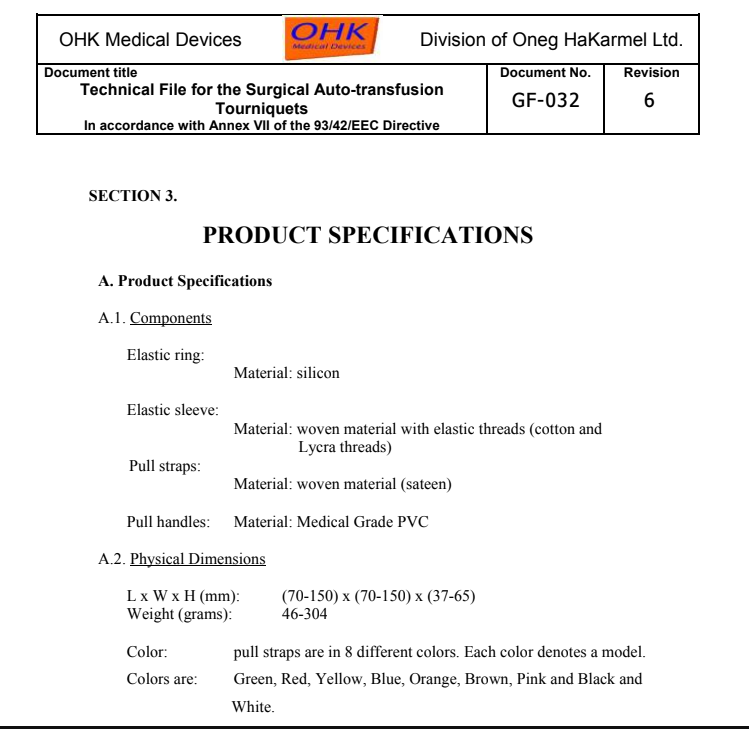 OHK Medical Devices
OHK
Medical Devices
Division of Oneg HaKarmel Ltd.
Document title
Technical File for the Surgical Auto-transfusion
Tourniquets
In accordance with Annex VII of the 93/42/EEC Directive
Document No.
GF-032
Revision
6
SECTION 3.
PRODUCT SPECIFICATIONS
A. Product Specifications
A.1. Components
Elastic ring:
Material: silicon
Elastic sleeve:
Material: woven material with elastic threads (cotton and
Lycra threads)
Pull straps:
Material: woven material (sateen)
Pull handles: Material: Medical Grade PVC
A.2. Physical Dimensions
L x W x H (mm): (70-150) x (70-150) x (37-65)
Weight (grams): 46-304
Color: pull straps are in 8 different colors. Each color denotes a model.
Colors are: Green, Red, Yellow, Blue, Orange, Brown, Pink and Black and
White.